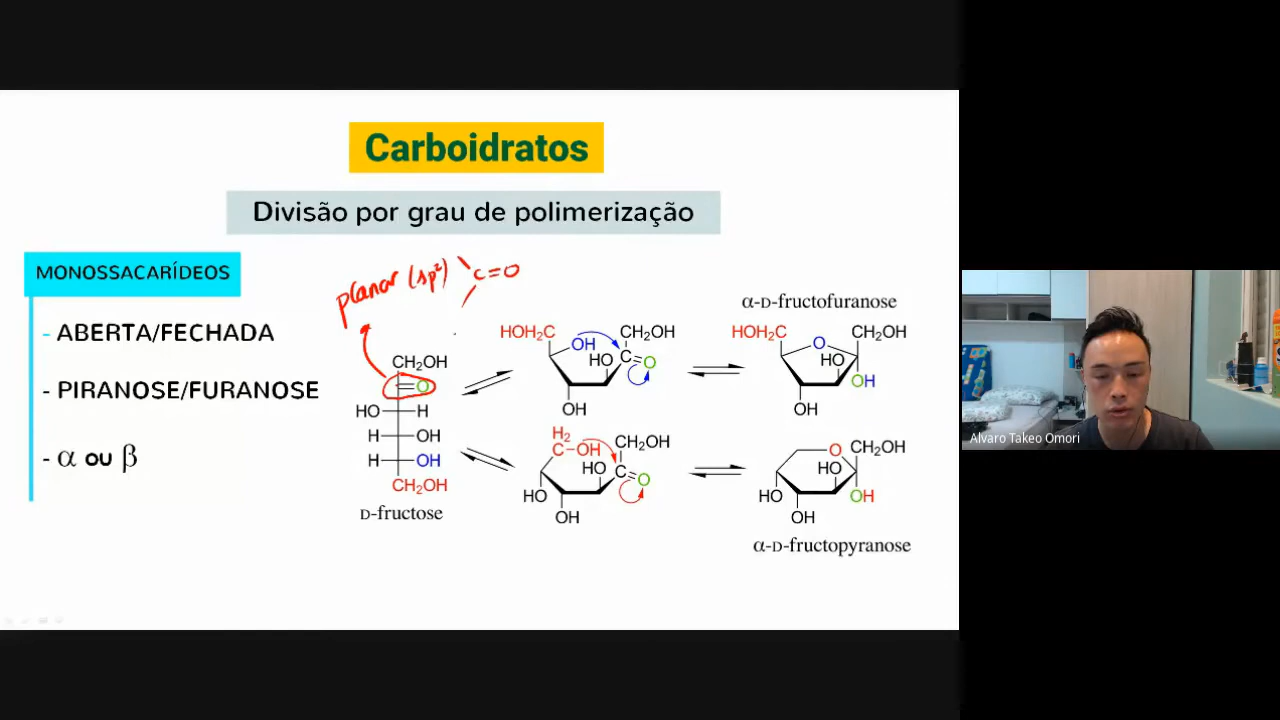 Carboidratos
Divisão por grau de polimerização
MONOSSACARÍDEOS
- ABERTA/FECHADA
- PIRANOSE/FURANOSE
- α ou β
planar (sp²) C=O
CH₂OH
O
HO H
H OH
H OH
CH₂OH
D-fructose
HOH₂C CH₂OH
OH
HO C O
OH
α-D-fructofuranose
HOH₂C O CH₂OH
HO
OH
OH
H₂
C OH CH₂OH
HO C O
HO
OH
O CH₂OH
HO
HO OH
OH
α-D-fructopyranose
Alvaro Takeo Omori